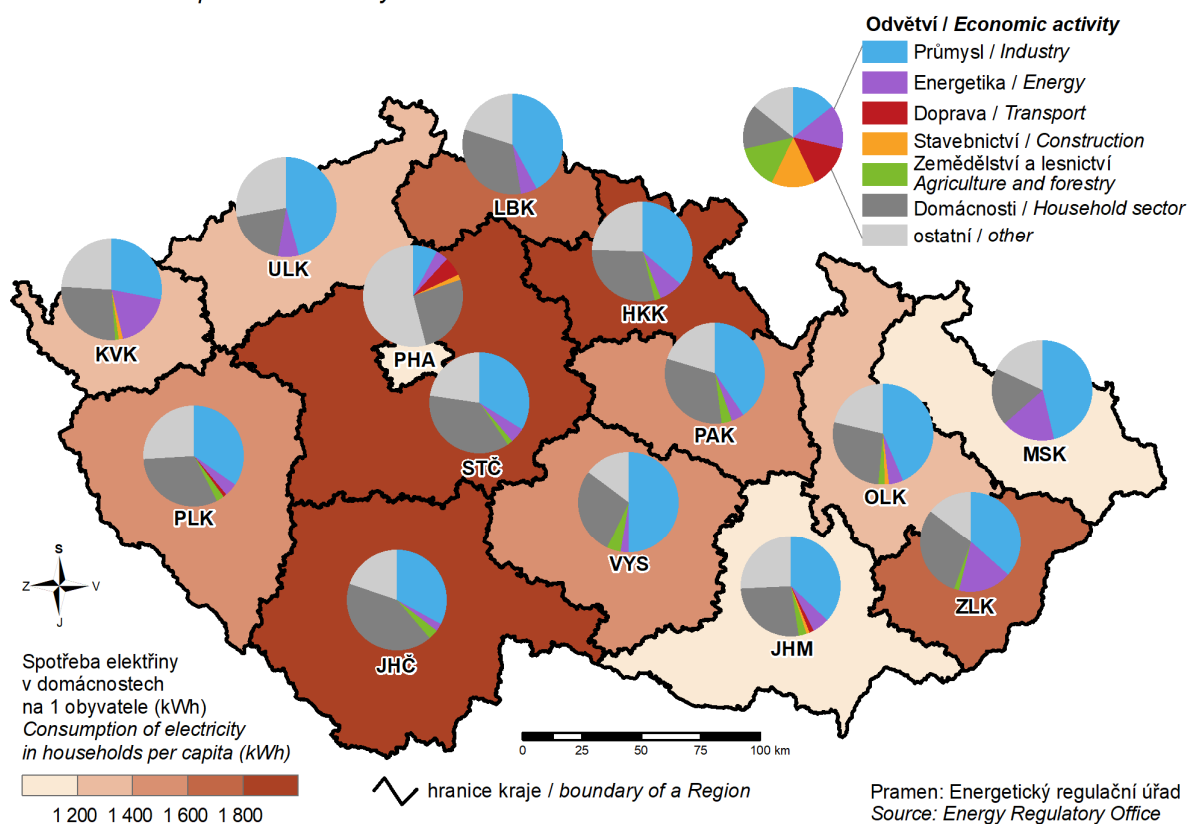 Odvětví / Economic activity
Průmysl / Industry
Energetika / Energy
Doprava / Transport
Stavebnictví / Construction
Zemědělství a lesnictví
Agriculture and forestry
Domácnosti / Household sector
ostatní / other
LBK
ULK
HKK
KVK
PHA
PAK
STČ
MSK
OLK
PLK
VYS
ZLK
JHM
JHČ
S
Z
V
J
Spotřeba elektřiny
v domácnostech
na 1 obyvatele (kWh)
Consumption of electricity
in households per capita (kWh)
1 200 1 400 1 600 1 800
0 25 50 75 100 km
hranice kraje / boundary of a Region
Pramen: Energetický regulační úřad
Source: Energy Regulatory Office